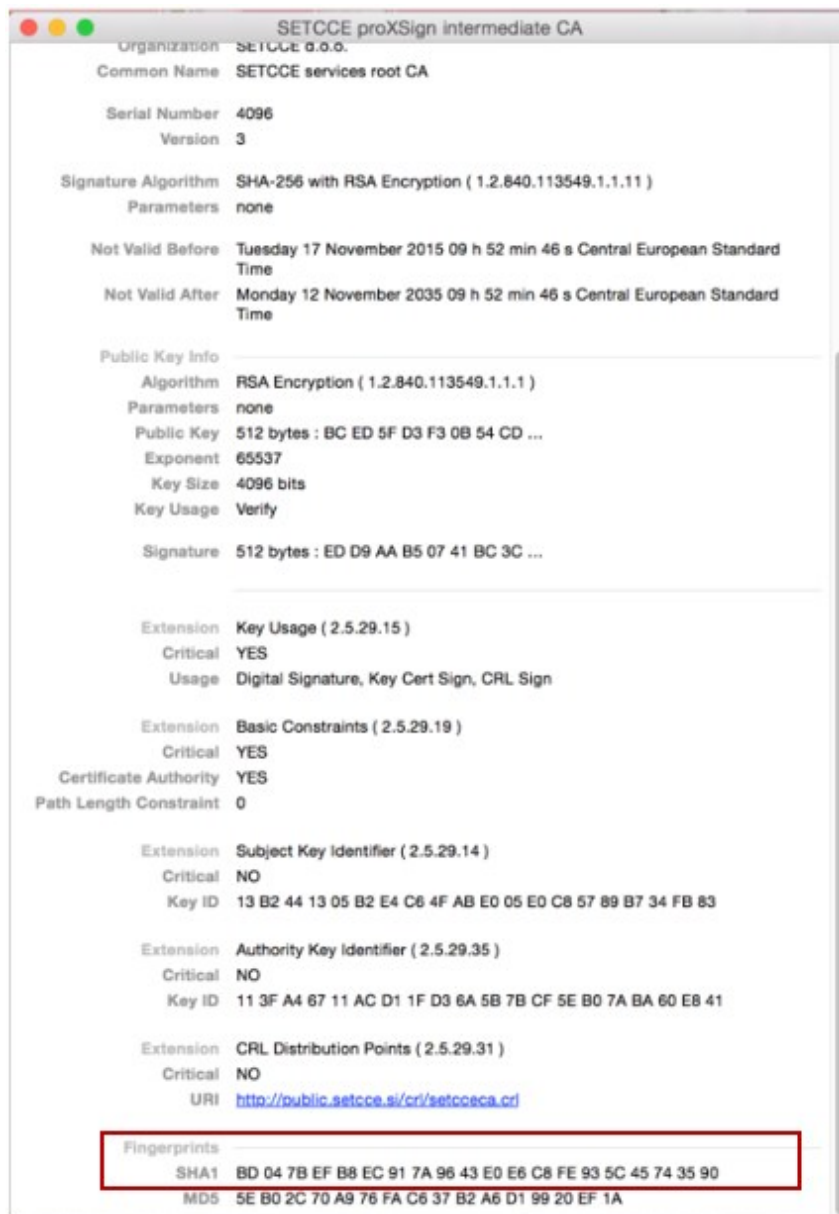 SETCCE proXSign intermediate CA
Organization SETCCE d.o.o.
Common Name SETCCE services root CA
Serial Number 4096
Version 3
Signature Algorithm SHA-256 with RSA Encryption ( 1.2.840.113549.1.1.11 )
Parameters none
Not Valid Before Tuesday 17 November 2015 09 h 52 min 46 s Central European Standard
Time
Not Valid After Monday 12 November 2035 09 h 52 min 46 s Central European Standard
Time
Public Key Info
Algorithm RSA Encryption ( 1.2.840.113549.1.1.1 )
Parameters none
Public Key 512 bytes : BC ED 5F D3 F3 0B 54 CD ...
Exponent 65537
Key Size 4096 bits
Key Usage Verify
Signature 512 bytes : ED D9 AA B5 07 41 BC 3C ...
Extension Key Usage ( 2.5.29.15 )
Critical YES
Usage Digital Signature, Key Cert Sign, CRL Sign
Extension Basic Constraints ( 2.5.29.19 )
Critical YES
Certificate Authority YES
Path Length Constraint 0
Extension Subject Key Identifier ( 2.5.29.14 )
Critical NO
Key ID 13 B2 44 13 05 B2 E4 C6 4F AB E0 05 E0 C8 57 89 B7 34 FB 83
Extension Authority Key Identifier ( 2.5.29.35 )
Critical NO
Key ID 11 3F A4 67 11 AC D1 1F D3 6A 5B 7B CF 5E B0 7A BA 60 E8 41
Extension CRL Distribution Points ( 2.5.29.31 )
Critical NO
URI http://public.setcce.si/crl/setcceca.crl
Fingerprints
SHA1 BD 04 7B EF B8 EC 91 7A 96 43 E0 E6 C8 FE 93 5C 45 74 35 90
MD5 5E B0 2C 70 A9 76 FA C6 37 B2 A6 D1 99 20 EF 1A